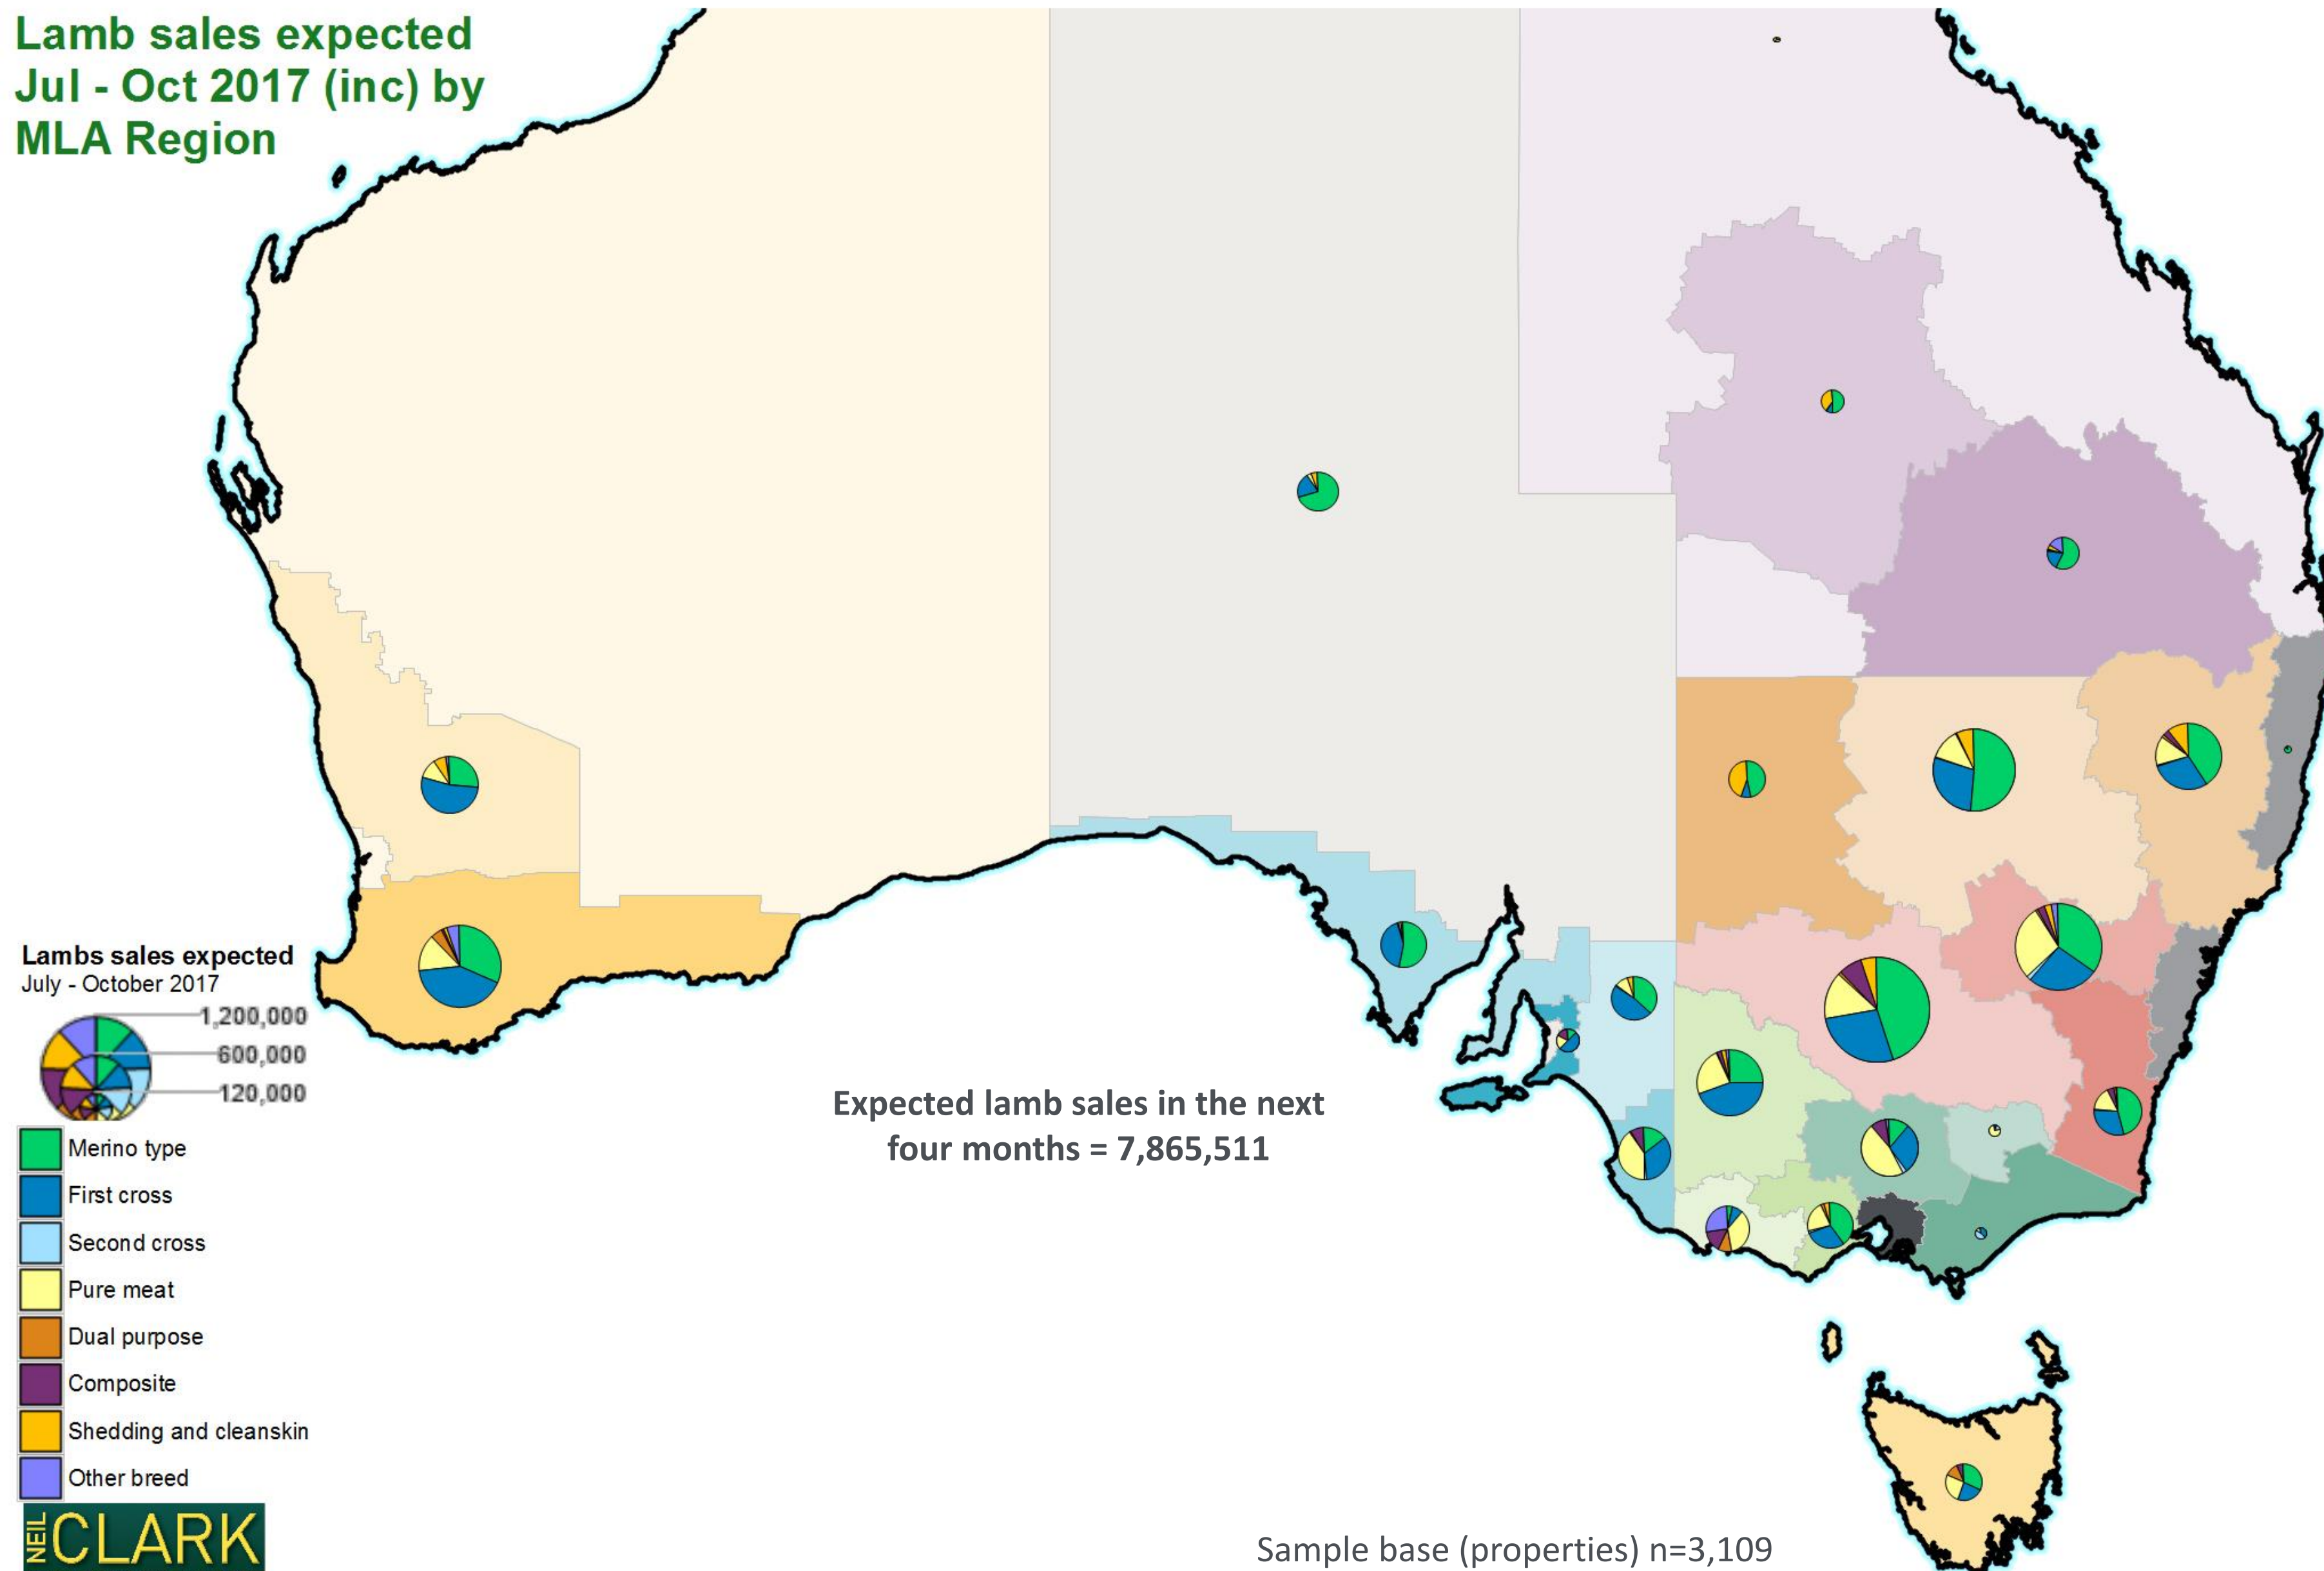 Lamb sales expected
Jul - Oct 2017 (inc) by
MLA Region
Lambs sales expected
July - October 2017
1,200,000
600,000
120,000
Merino type
First cross
Second cross
Pure meat
Dual purpose
Composite
Shedding and cleanskin
Other breed
NEIL CLARK
Expected lamb sales in the next
four months = 7,865,511
Sample base (properties) n=3,109